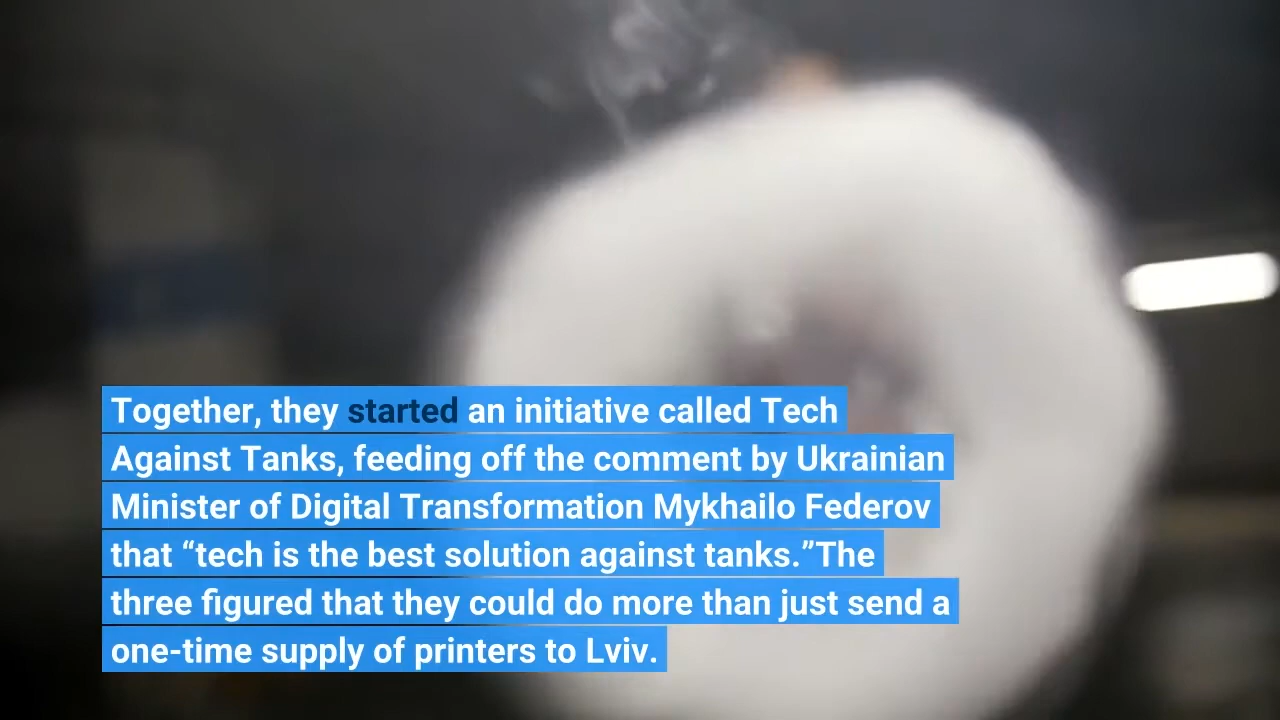 Together, they started an initiative called Tech
Against Tanks, feeding off the comment by Ukrainian
Minister of Digital Transformation Mykhailo Federov
that “tech is the best solution against tanks.”The
three figured that they could do more than just send a
one-time supply of printers to Lviv.